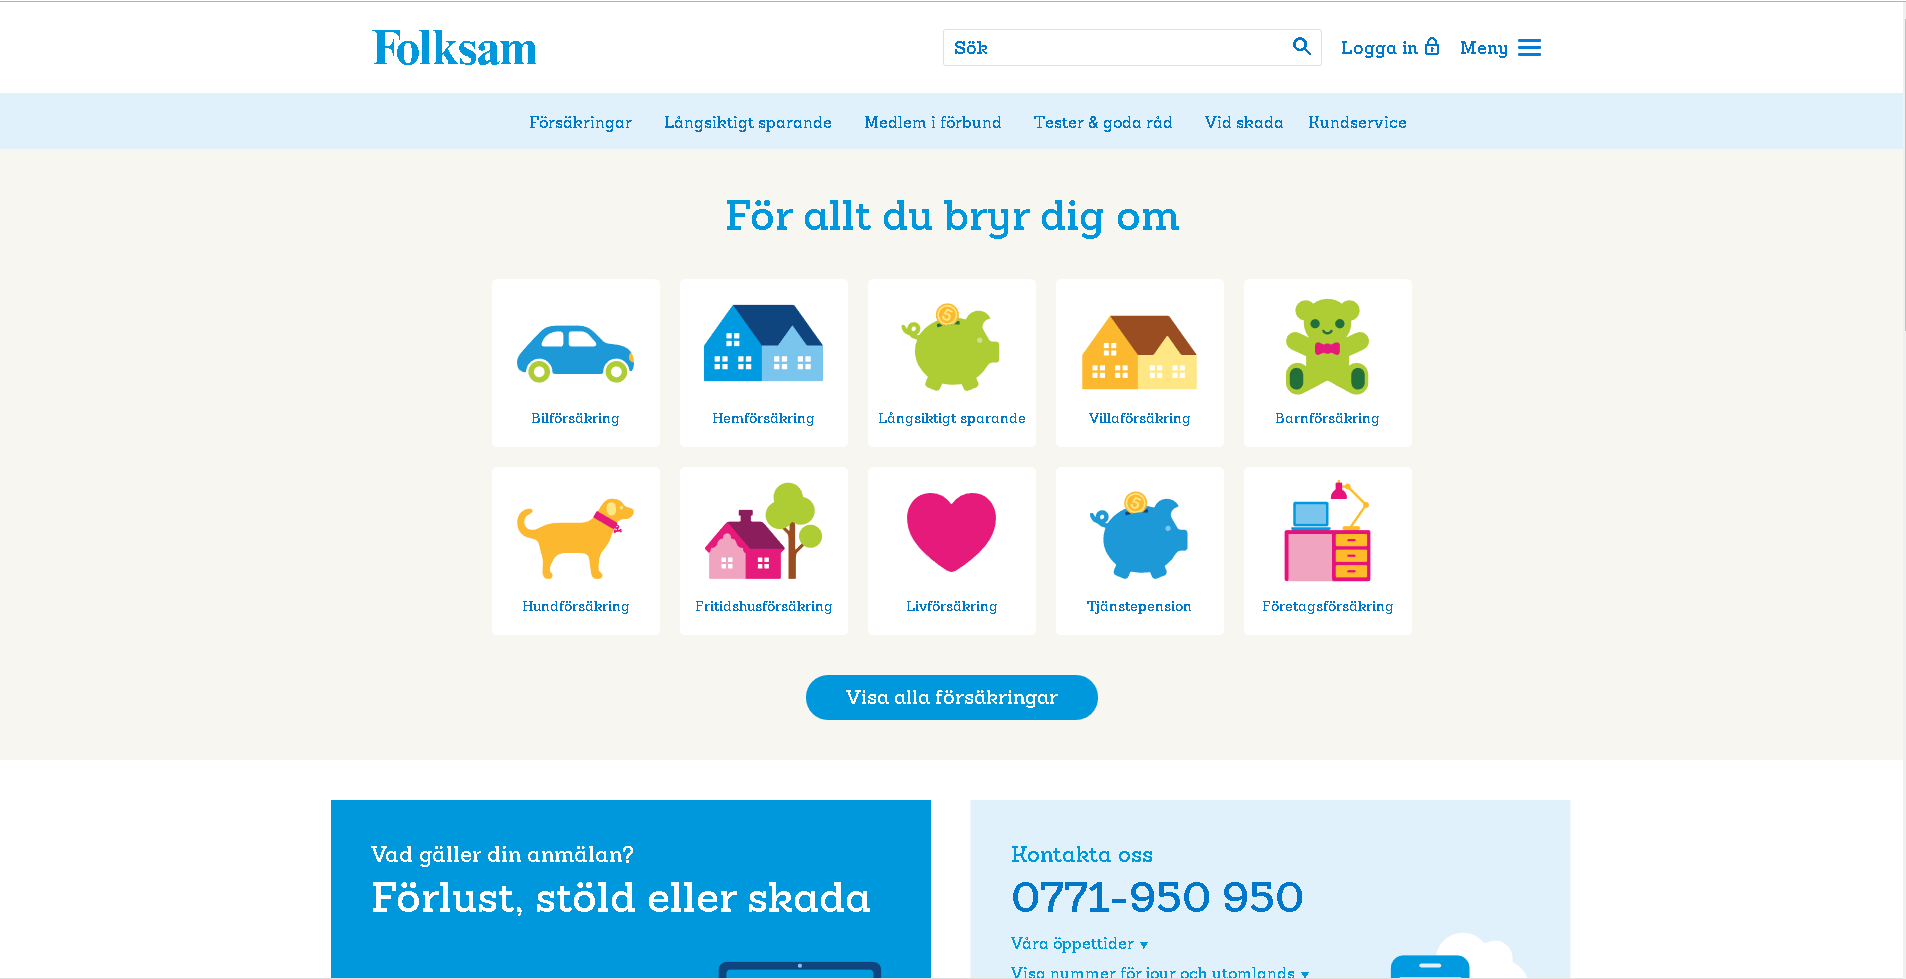 Folksam
Sök
Logga in
Meny
Försäkringar
Långsiktigt sparande
Medlem i förbund
Tester & goda råd
Vid skada
Kundservice
För allt du bryr dig om
5
Bilförsäkring
Hemförsäkring
Långsiktigt sparande
Villaförsäkring
Barnförsäkring
5
Hundförsäkring
Fritidshusförsäkring
Livförsäkring
Tjänstepension
Företagsförsäkring
Visa alla försäkringar
Vad gäller din anmälan?
Förlust, stöld eller skada
Kontakta oss
0771-950 950
Våra öppettider
Visa nummer för jour och utomlands